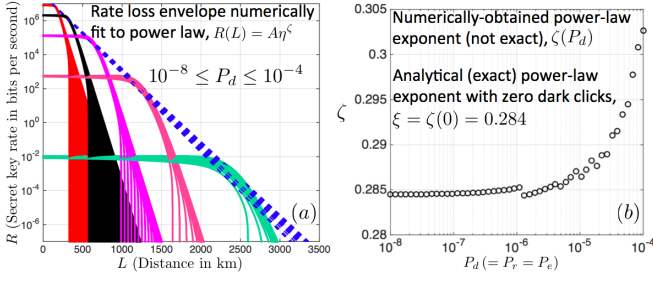 Rate loss envelope numerically
fit to power law, R(L) = Aη^ζ
10^-8 ≤ P_d ≤ 10^-4
10^6
10^4
10^2
10^0
10^-2
10^-4
10^-6
R (Secret key rate in bits per second)
(a)
0 500 1000 1500 2000 2500 3000 3500
L (Distance in km)
Numerically-obtained power-law
exponent (not exact), ζ(P_d)
Analytical (exact) power-law
exponent with zero dark clicks,
ξ = ζ(0) = 0.284
0.305
0.3
0.295
0.29
0.285
0.28
ζ
(b)
10^-8 10^-7 10^-6 10^-5 10^-4
P_d (= P_r = P_e)